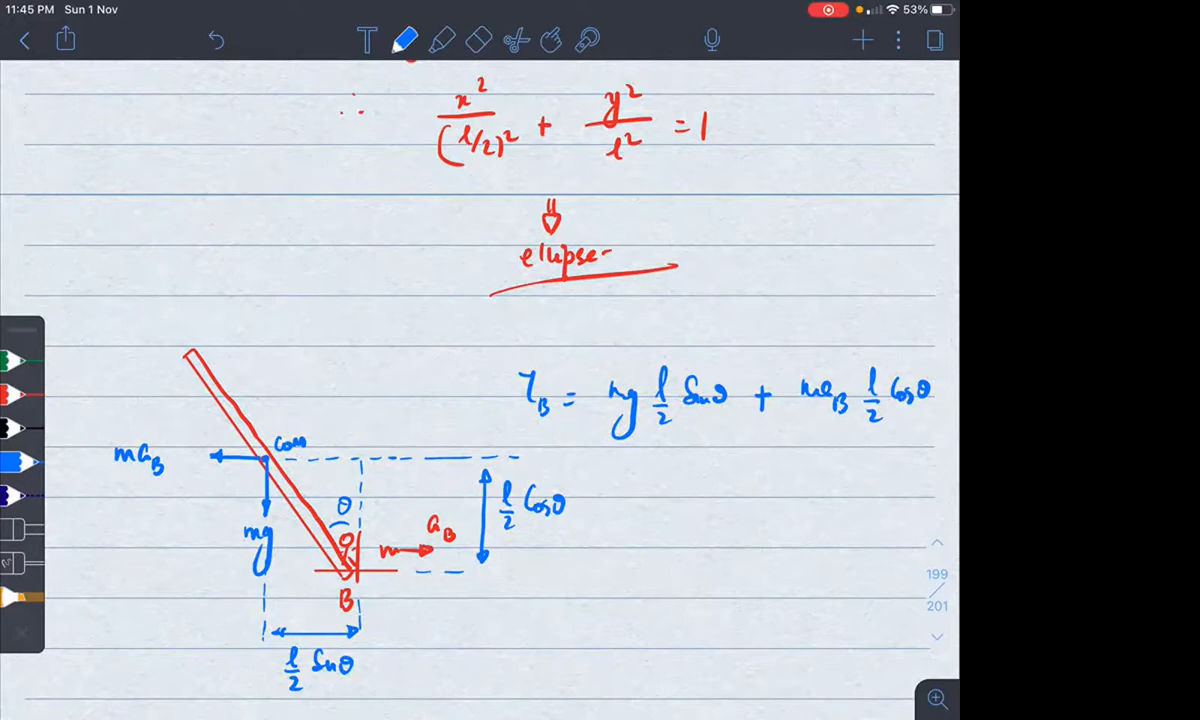 11:45 PM Sun 1 Nov 53%
∴ x²/(l/2)² + y²/l² = 1
ellipse
τ_B = mg l/2 Sinθ + ma_B l/2 Cosθ
COM
ma_B
θ
l/2 Cosθ
mg
a_B
θ
B
199
/
201
l/2 Sinθ